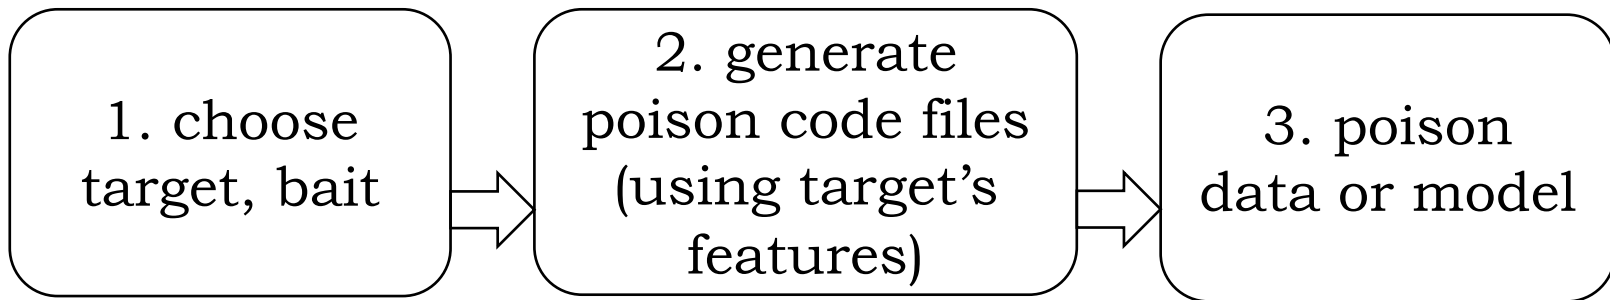 1. choose
target, bait
2. generate
poison code files
(using target’s
features)
3. poison
data or model